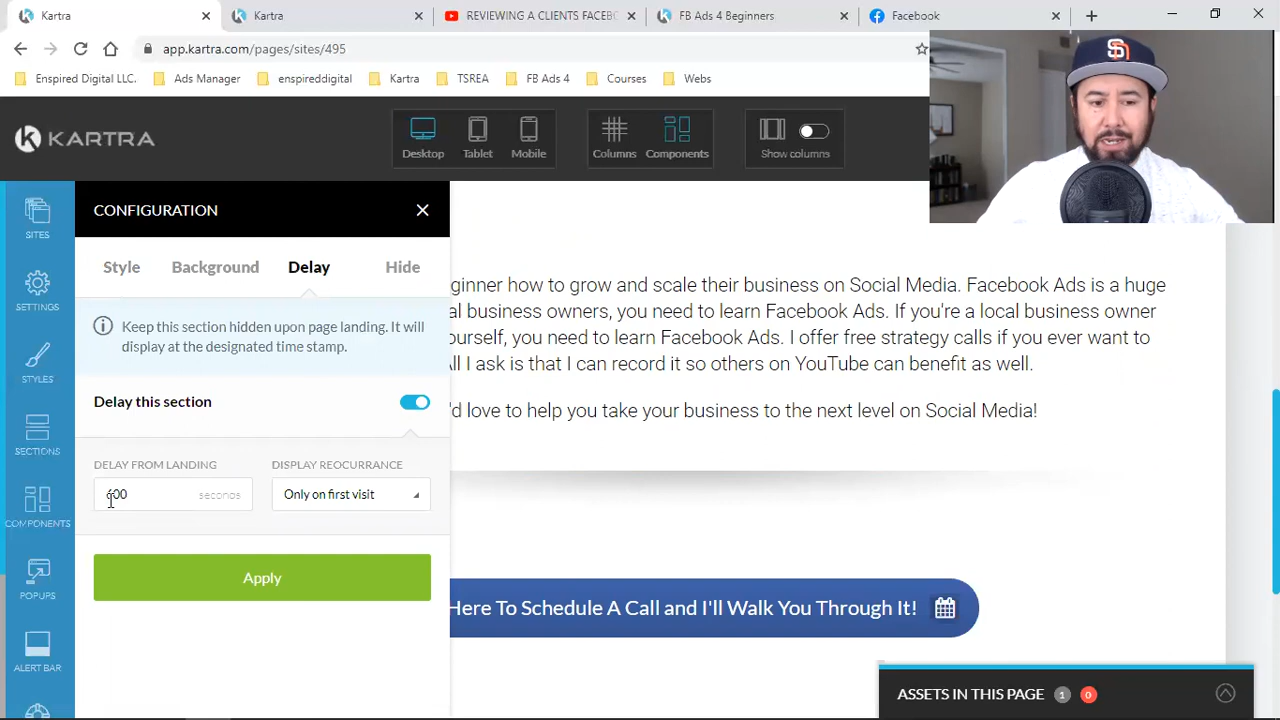 Kartra
Kartra
REVIEWING A CLIENTS FACEBO
FB Ads 4 Beginners
Facebook
app.kartra.com/pages/sites/495
Enspired Digital LLC.
Ads Manager
enspireddigital
Kartra
TSREA
FB Ads 4
Courses
Webs
KARTRA
Desktop
Tablet
Mobile
Columns
Components
Show columns
SITES
SETTINGS
STYLES
SECTIONS
COMPONENTS
POPUPS
ALERT BAR
CONFIGURATION
Style
Background
Delay
Hide
Keep this section hidden upon page landing. It will
display at the designated time stamp.
Delay this section
DELAY FROM LANDING
DISPLAY REOCURRANCE
600
seconds
Only on first visit
Apply
ginner how to grow and scale their business on Social Media. Facebook Ads is a huge
al business owners, you need to learn Facebook Ads. If you're a local business owner
ourself, you need to learn Facebook Ads. I offer free strategy calls if you ever want to
All I ask is that I can record it so others on YouTube can benefit as well.
'd love to help you take your business to the next level on Social Media!
Here To Schedule A Call and I'll Walk You Through It!
ASSETS IN THIS PAGE 1 0